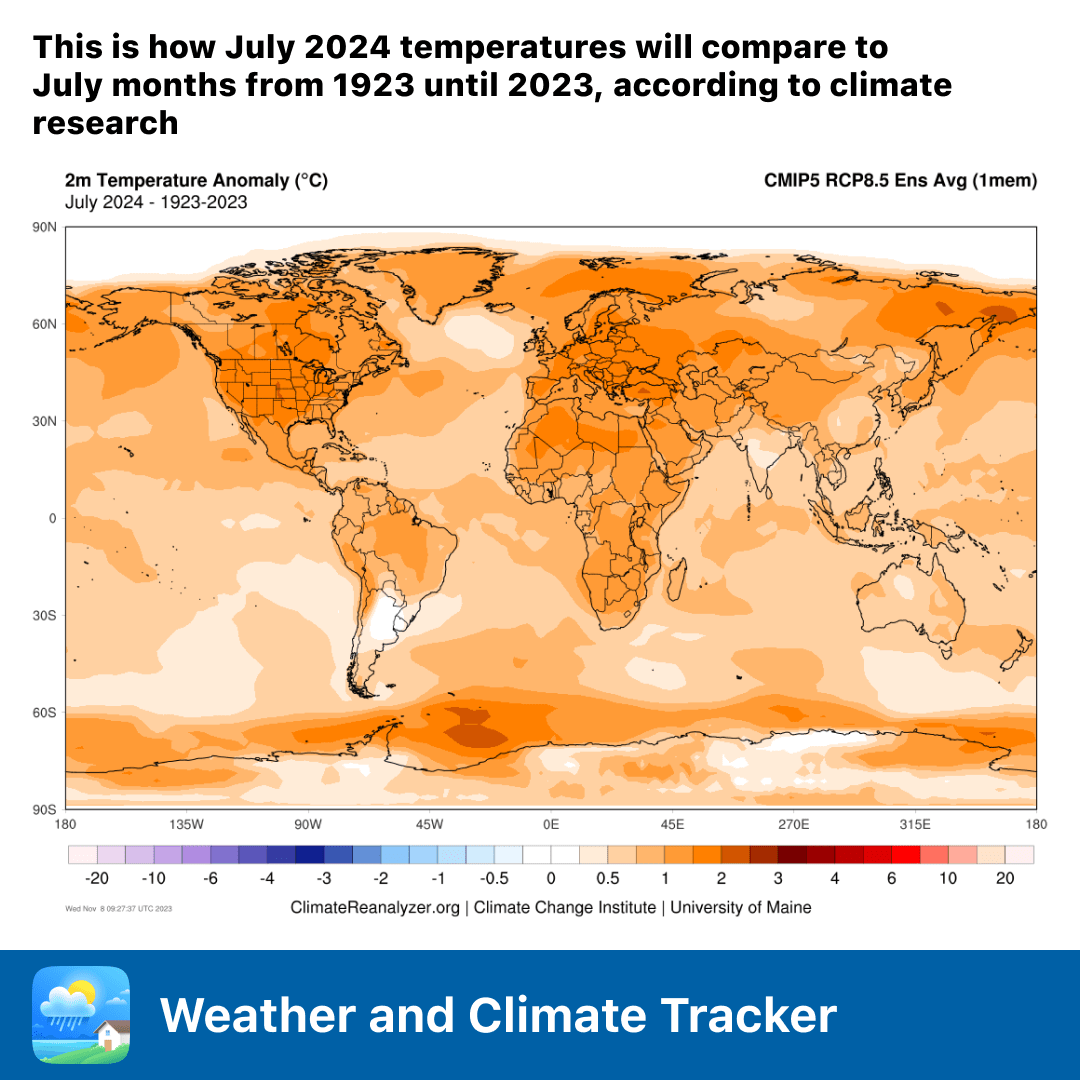 This is how July 2024 temperatures will compare to
July months from 1923 until 2023, according to climate
research
2m Temperature Anomaly (°C)
CMIP5 RCP8.5 Ens Avg (1mem)
July 2024 - 1923-2023
90N
60N
30N
0
30S
60S
90S
180 135W 90W 45W 0E 45E 270E 315E 180
-20 -10 -6 -4 -3 -2 -1 -0.5 0 0.5 1 2 3 4 6 10 20
Wed Nov 8 09:27:37 UTC 2023
ClimateReanalyzer.org | Climate Change Institute | University of Maine
Weather and Climate Tracker